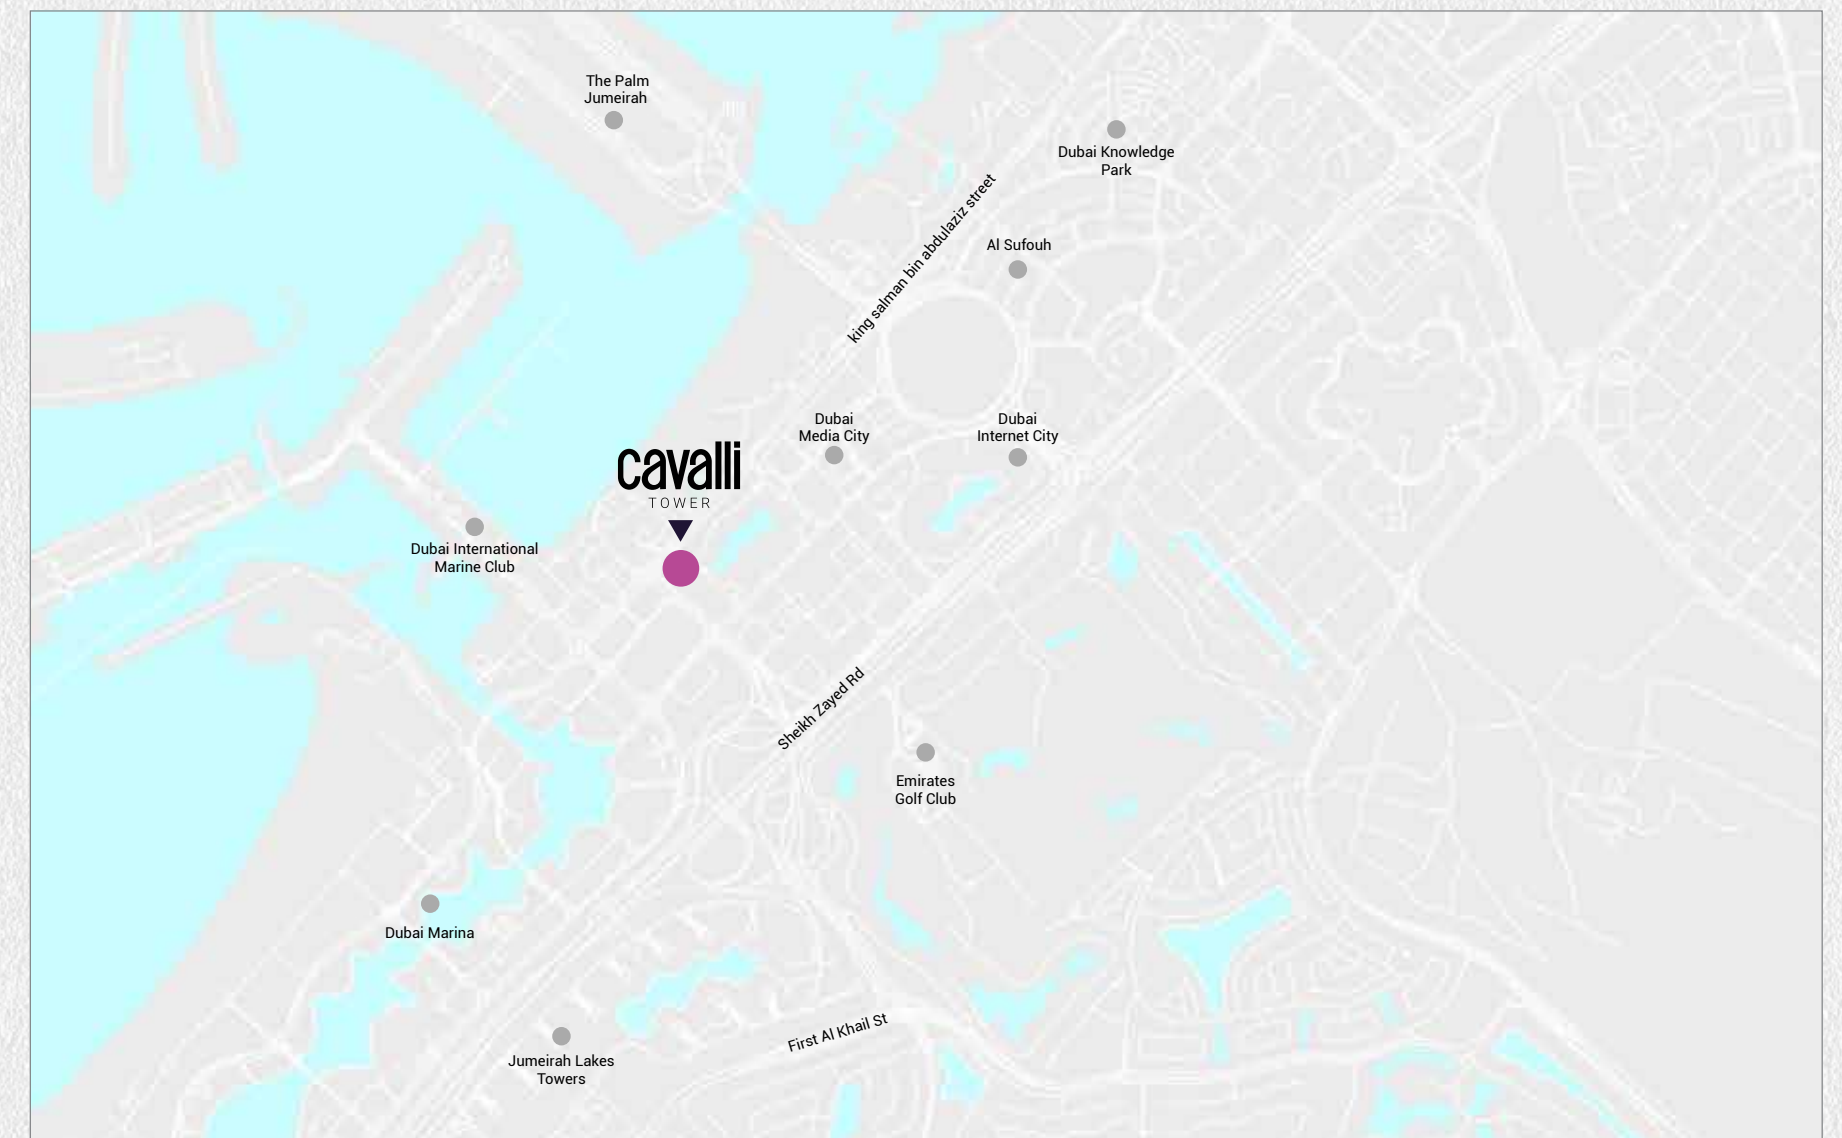 The Palm
Jumeirah
Dubai Knowledge
Park
king salman bin abdulaziz street
Al Sufouh
Dubai
Media City
Dubai
Internet City
cavalli
TOWER
Dubai International
Marine Club
Sheikh Zayed Rd
Emirates
Golf Club
Dubai Marina
First Al Khail St
Jumeirah Lakes
Towers